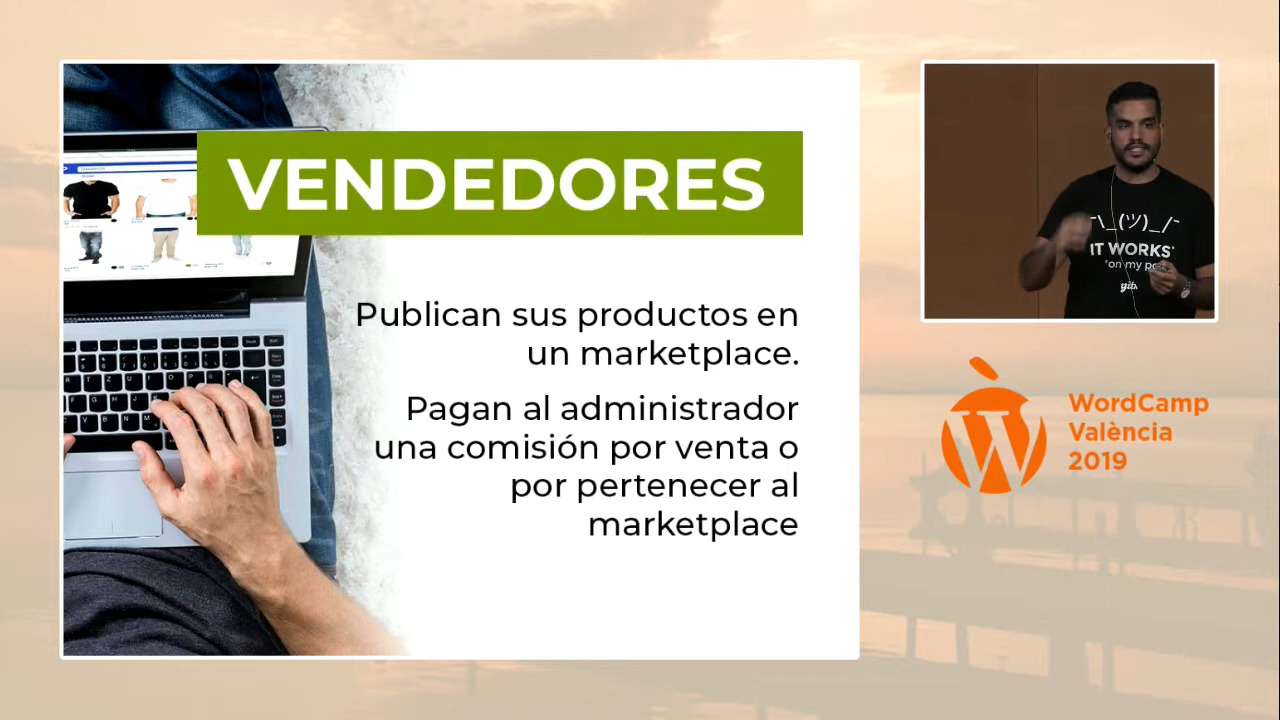 VENDEDORES
Publican sus productos en
un marketplace.
Pagan al administrador
una comisión por venta o
por pertenecer al
marketplace
¯\_(ツ)_/¯
IT WORKS*
*on my
WordCamp
València
2019